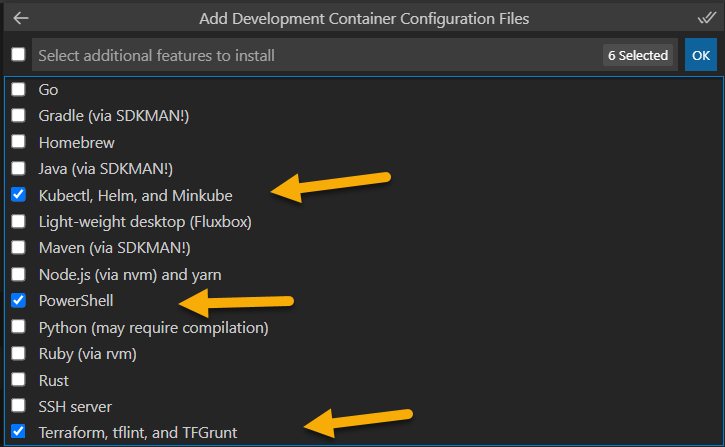 Add Development Container Configuration Files
Select additional features to install 6 Selected OK
Go
Gradle (via SDKMAN!)
Homebrew
Java (via SDKMAN!)
Kubectl, Helm, and Minkube
Light-weight desktop (Fluxbox)
Maven (via SDKMAN!)
Node.js (via nvm) and yarn
PowerShell
Python (may require compilation)
Ruby (via rvm)
Rust
SSH server
Terraform, tflint, and TFGrunt